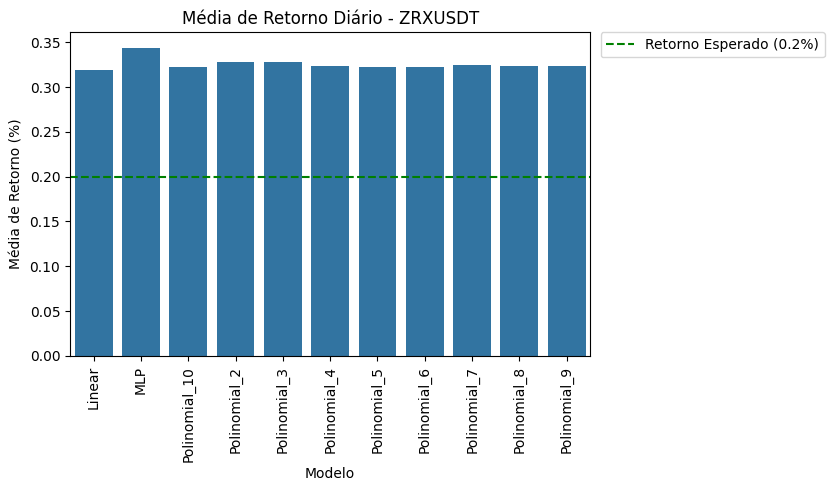 Média de Retorno Diário - ZRXUSDT
Retorno Esperado (0.2%)
Média de Retorno (%)
0.35
0.30
0.25
0.20
0.15
0.10
0.05
0.00
Linear
MLP
Polinomial_10
Polinomial_2
Polinomial_3
Polinomial_4
Polinomial_5
Polinomial_6
Polinomial_7
Polinomial_8
Polinomial_9
Modelo